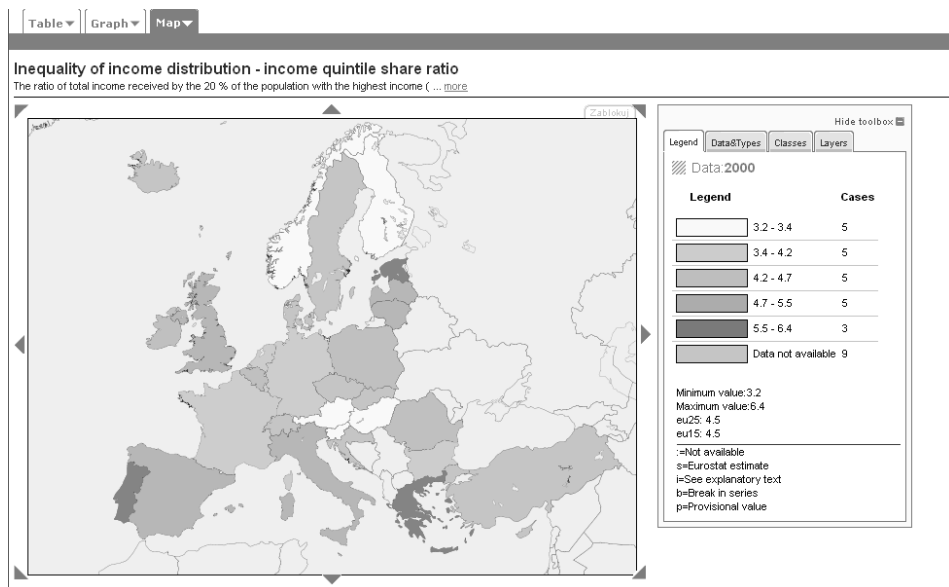 Table Graph Map
Inequality of income distribution - income quintile share ratio
The ratio of total income received by the 20 % of the population with the highest income ( ... more
Zablokuj
Hide toolbox
Legend Data&Types Classes Layers
Data:2000
Legend Cases
3.2 - 3.4 5
3.4 - 4.2 5
4.2 - 4.7 5
4.7 - 5.5 5
5.5 - 6.4 3
Data not available 9
Minimum value:3.2
Maximum value:6.4
eu25: 4.5
eu15: 4.5
:=Not available
s=Eurostat estimate
i=See explanatory text
b=Break in series
p=Provisional value